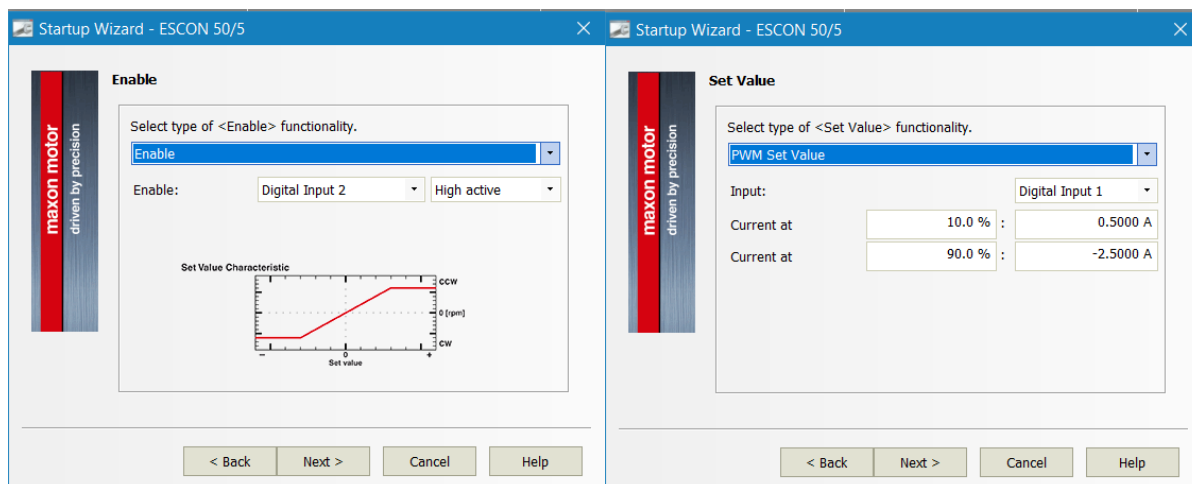 Startup Wizard - ESCON 50/5
Enable
maxon motor
driven by precision
Select type of <Enable> functionality.
Enable
Enable: Digital Input 2 High active
Set Value Characteristic
CCW
0 [rpm]
CW
− 0 +
Set value
< Back Next > Cancel Help
Startup Wizard - ESCON 50/5
Set Value
maxon motor
driven by precision
Select type of <Set Value> functionality.
PWM Set Value
Input: Digital Input 1
Current at 10.0 % : 0.5000 A
Current at 90.0 % : -2.5000 A
< Back Next > Cancel Help